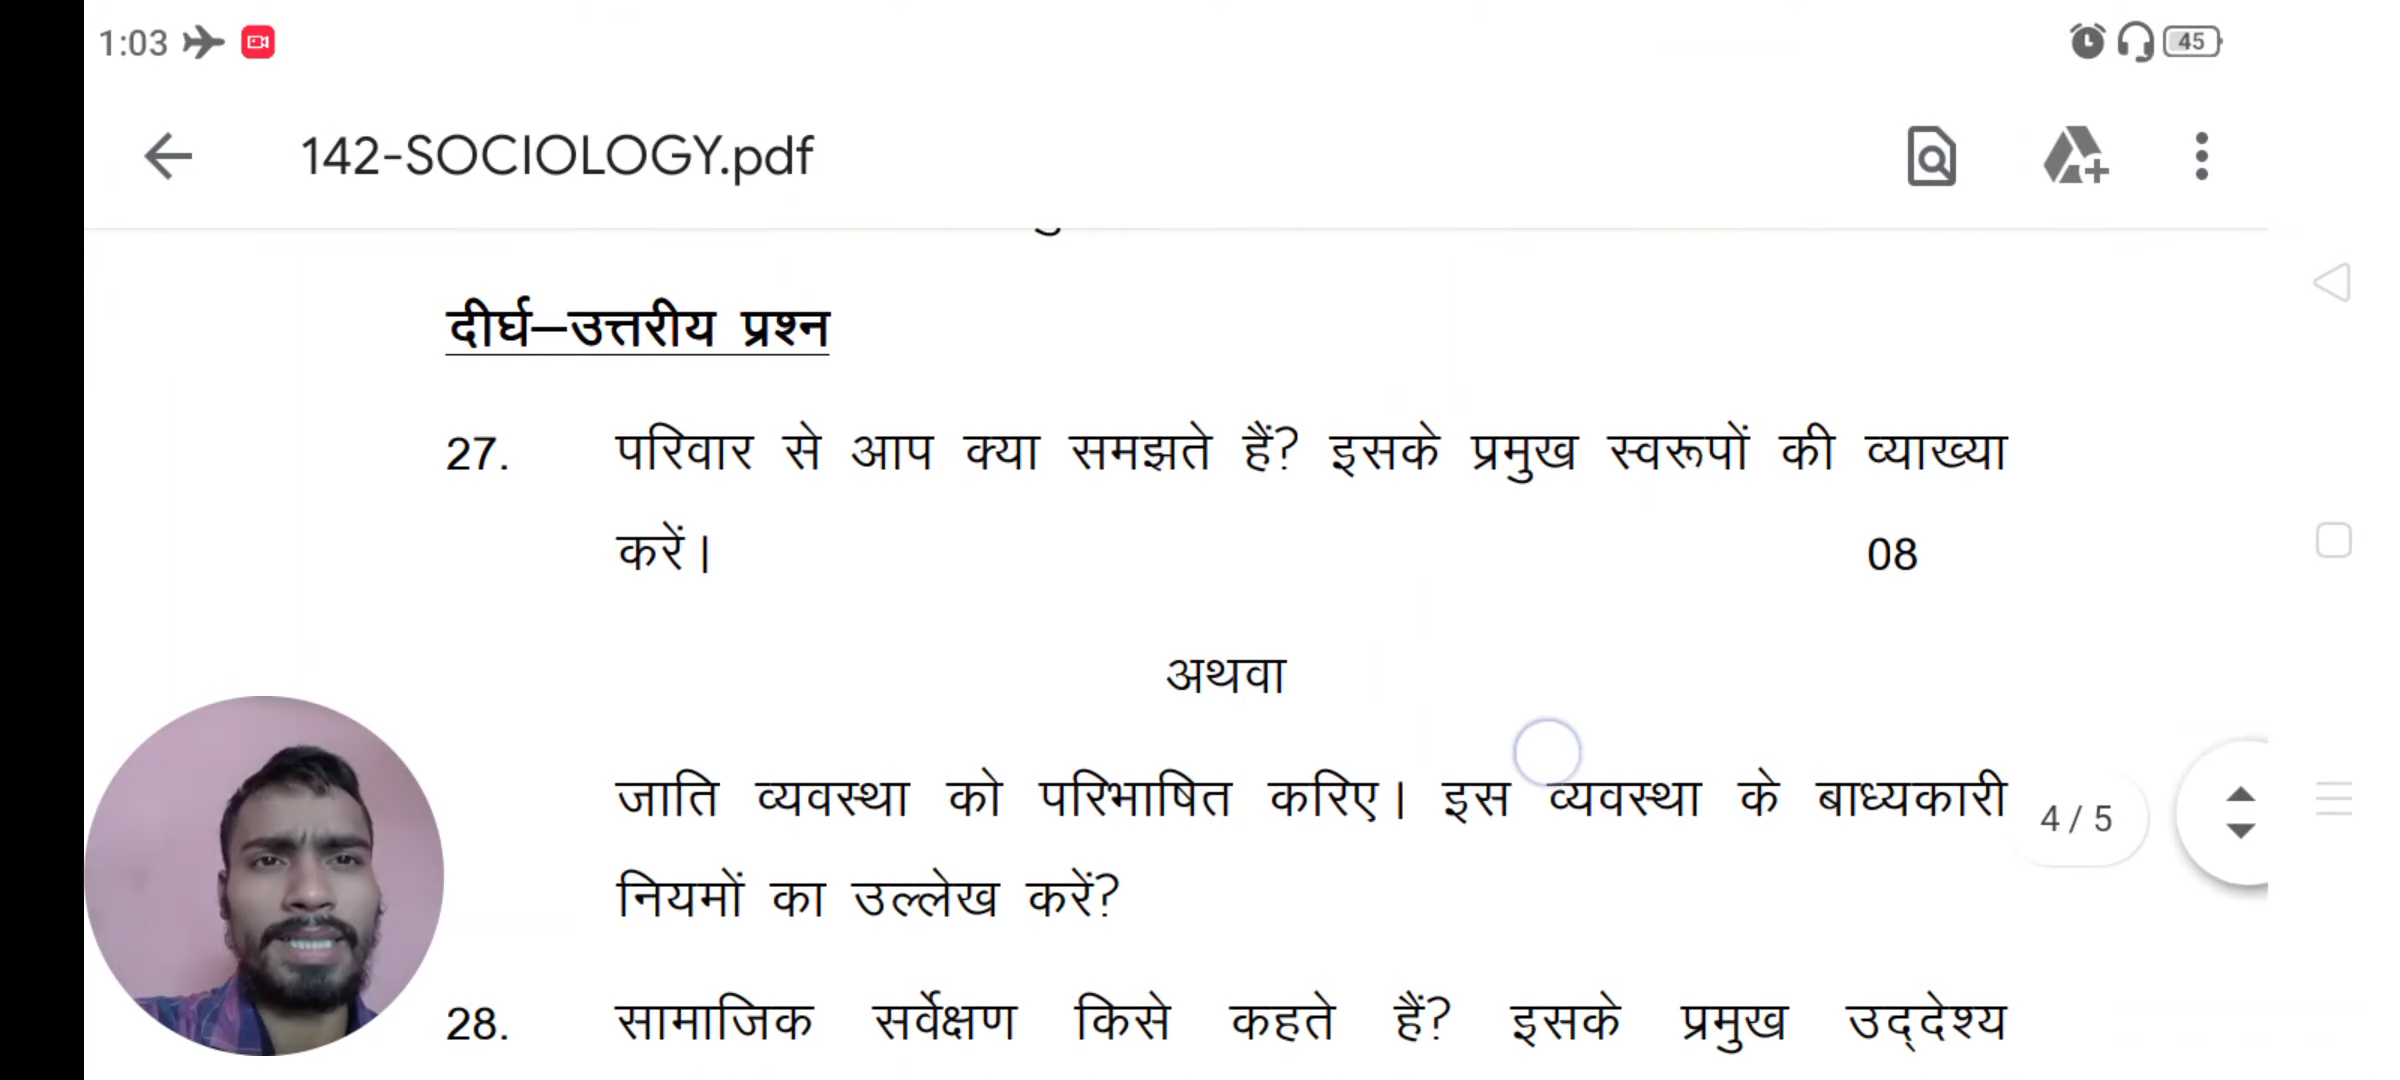 1:03
45
142-SOCIOLOGY.pdf
दीर्घ–उत्तरीय प्रश्न
27. परिवार से आप क्या समझते हैं? इसके प्रमुख स्वरूपों की व्याख्या
करें। 08
अथवा
जाति व्यवस्था को परिभाषित करिए। इस व्यवस्था के बाध्यकारी
4 / 5
नियमों का उल्लेख करें?
28. सामाजिक सर्वेक्षण किसे कहते हैं? इसके प्रमुख उद्देश्य